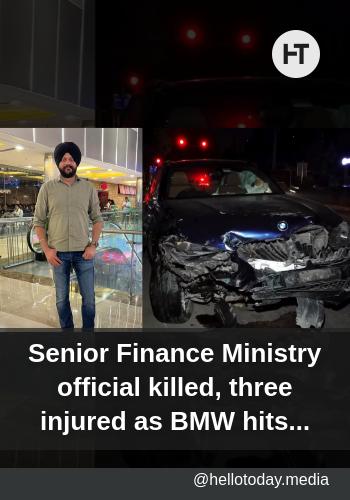 HT
Senior Finance Ministry
official killed, three
injured as BMW hits...
@hellotoday.media